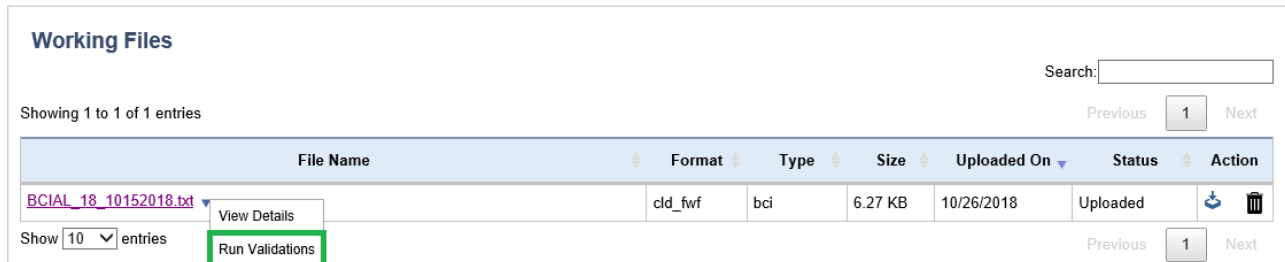 Working Files
Search:
Showing 1 to 1 of 1 entries
Previous 1 Next
File Name Format Type Size Uploaded On Status Action
BCIAL_18_10152018.txt cld_fwf bci 6.27 KB 10/26/2018 Uploaded
View Details
Show 10 entries
Run Validations
Previous 1 Next